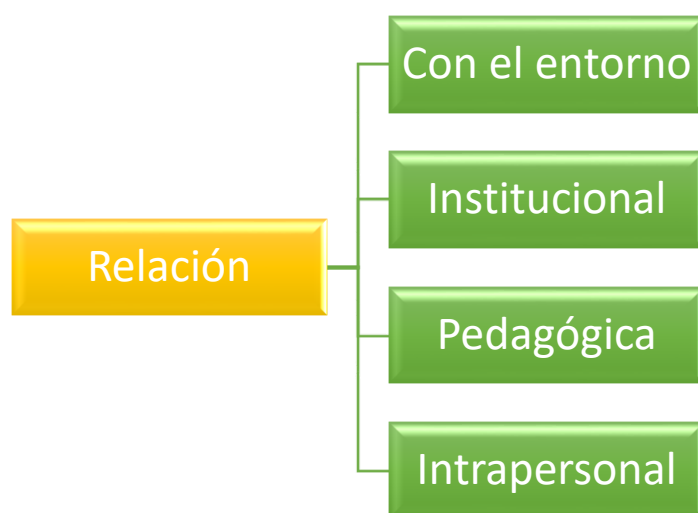 Relación
Con el entorno
Institucional
Pedagógica
Intrapersonal